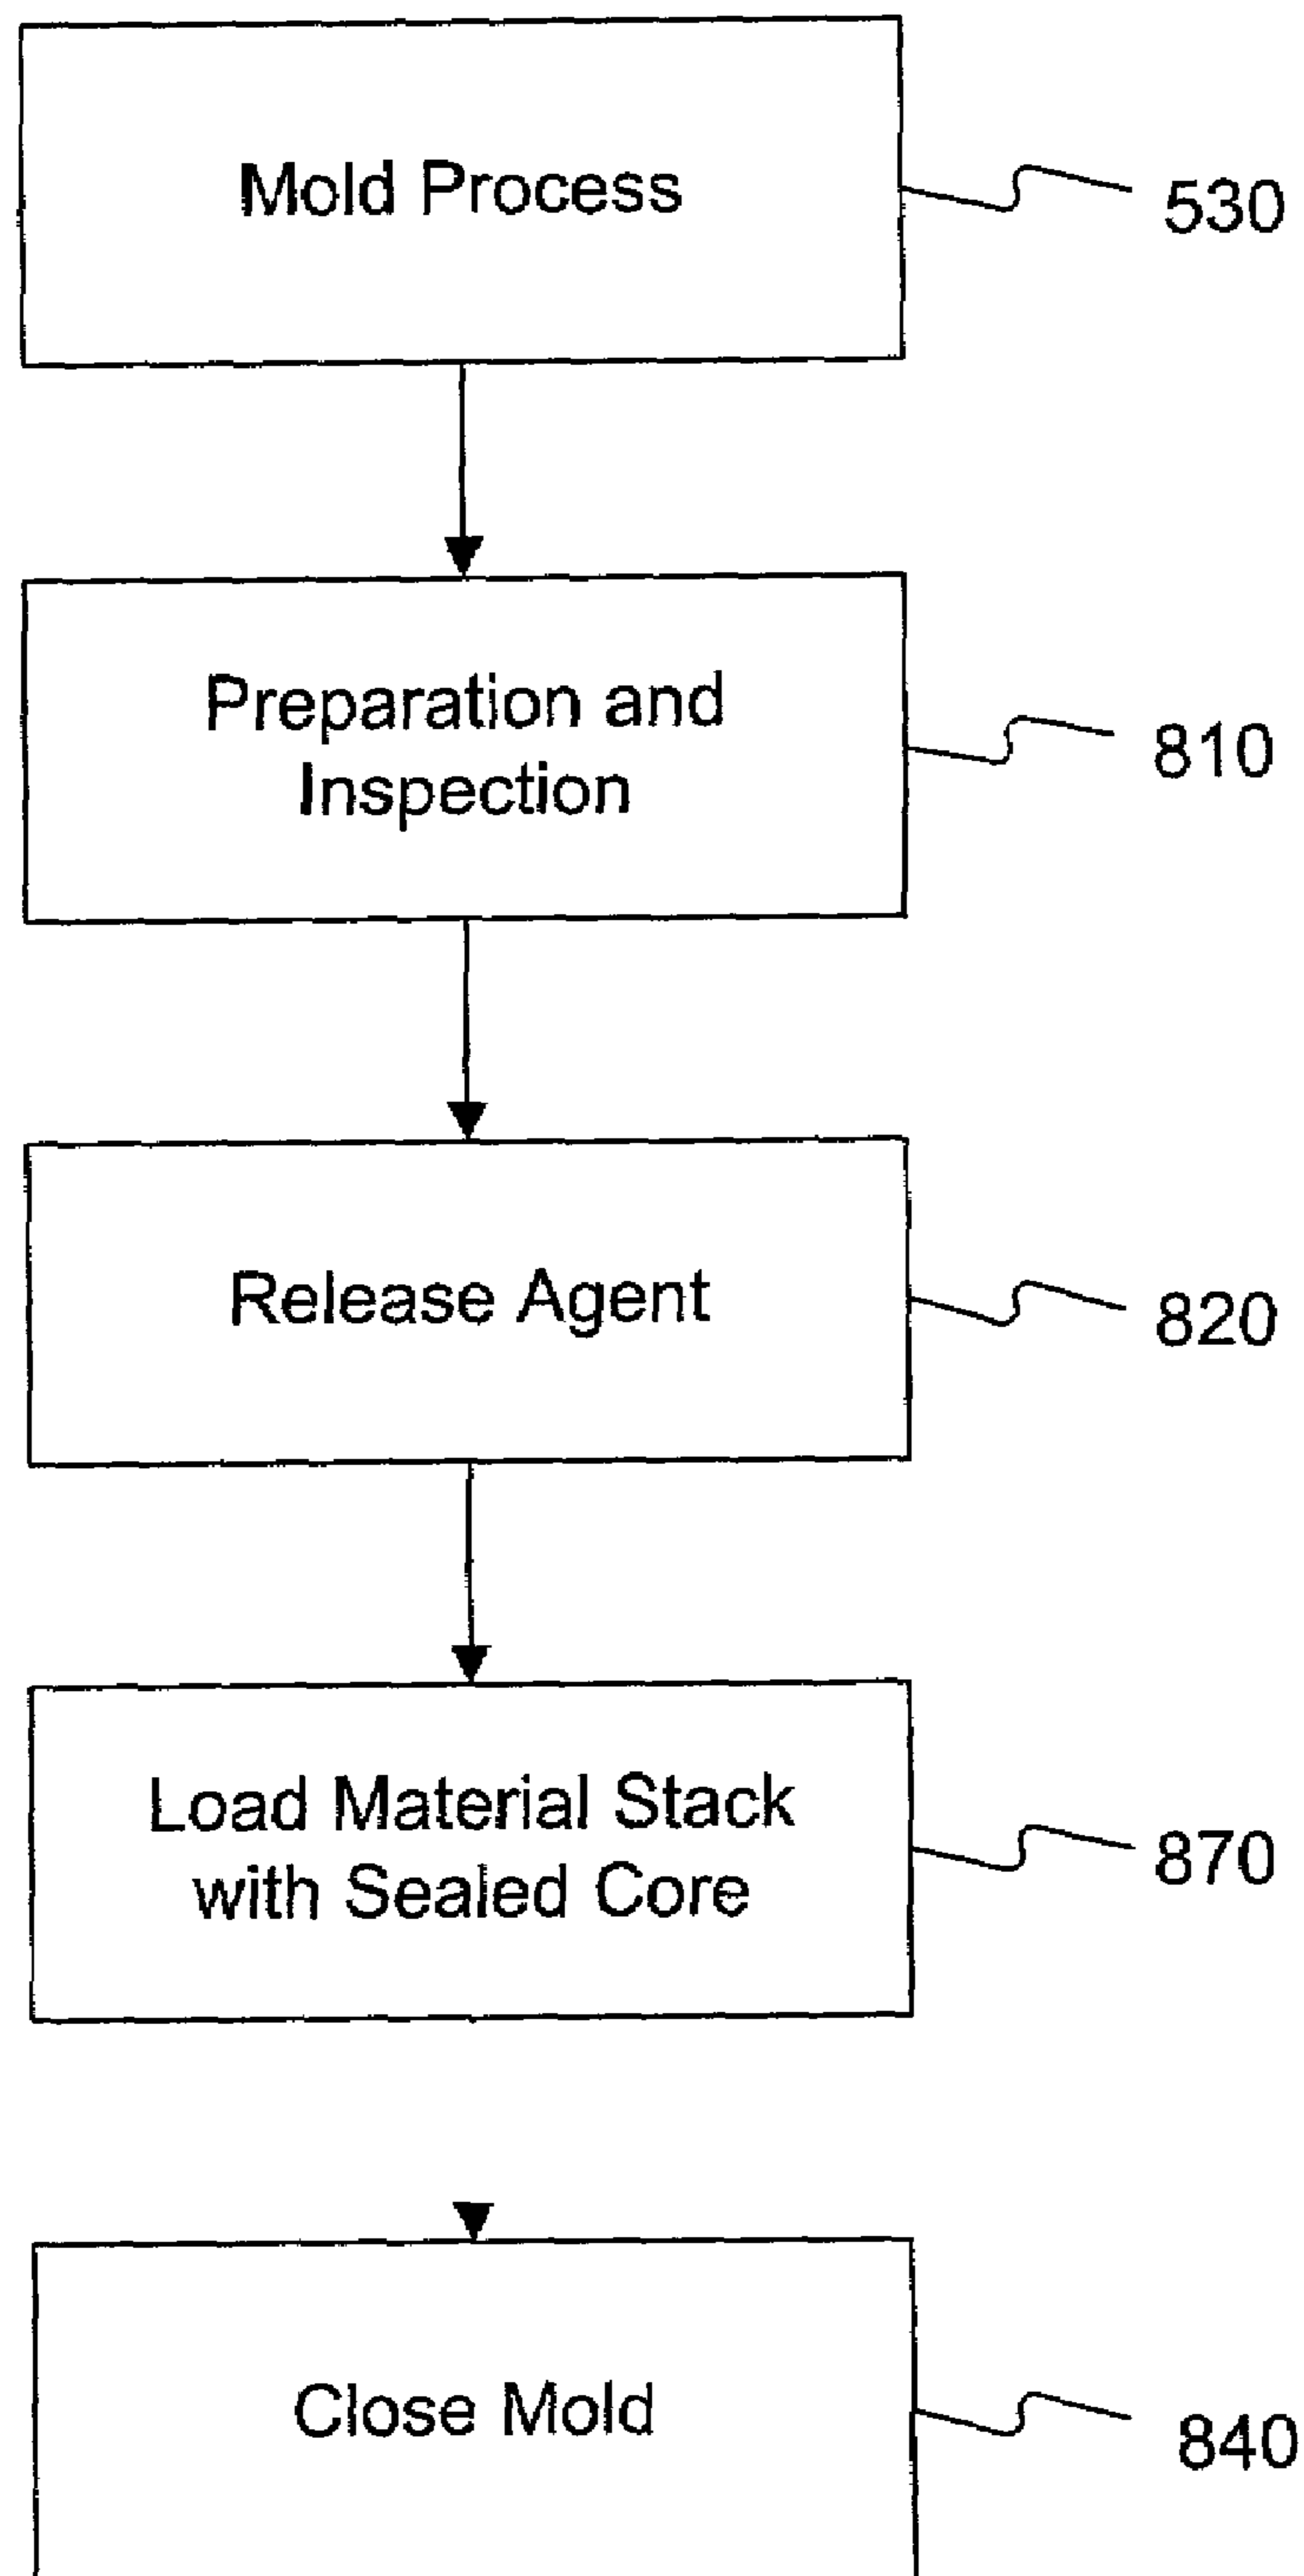 Mold Process
530
Preparation and
Inspection
810
Release Agent
820
Load Material Stack
with Sealed Core
870
Close Mold
840